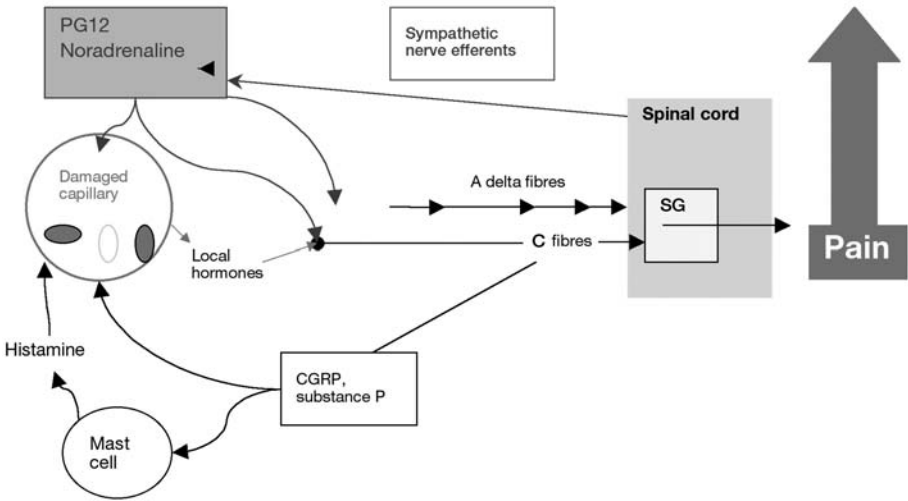 PG12
Noradrenaline
Sympathetic
nerve efferents
Spinal cord
Damaged
capillary
A delta fibres
SG
Local
hormones
C fibres
Pain
Histamine
CGRP,
substance P
Mast
cell